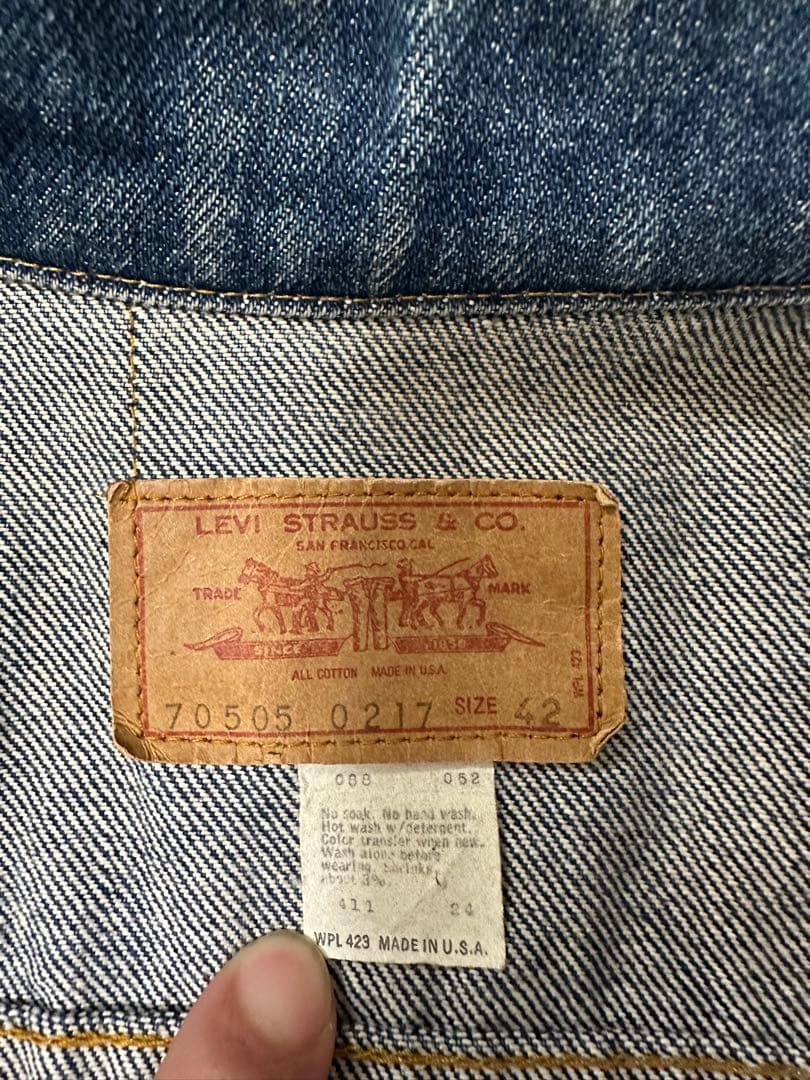 LEVI STRAUSS & CO.
SAN FRANCISCO, CAL
TRADE MARK
ALL COTTON MADE IN U.S.A.
WPL 423
70505 0217 SIZE 42
052
No soak. No hand wash.
Hot wash w/detergent.
Color transfer when new.
Wash alone before
wearing. Shrinks
about 3%.
411 24
WPL 423 MADE IN U.S.A.